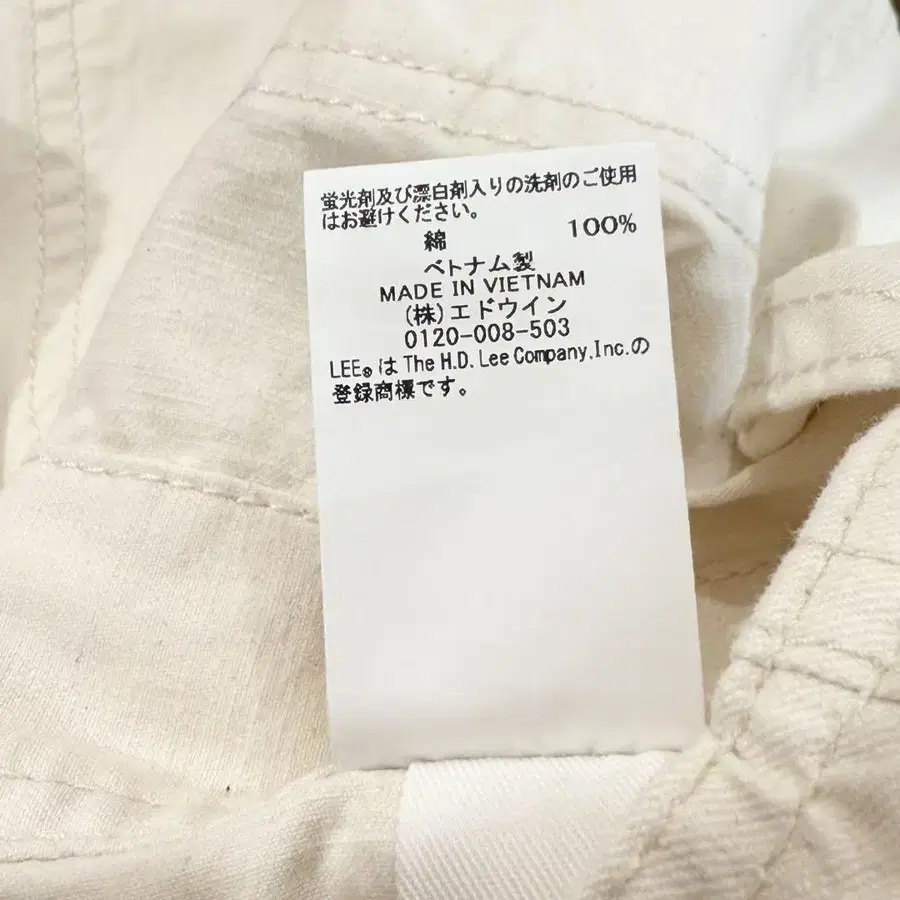 蛍光剤及び漂白剤入りの洗剤のご使用
はお避けください。
綿 100%
ベトナム製
MADE IN VIETNAM
(株)エドウイン
0120-008-503
LEE® は The H.D. Lee Company, Inc.の
登録商標です。